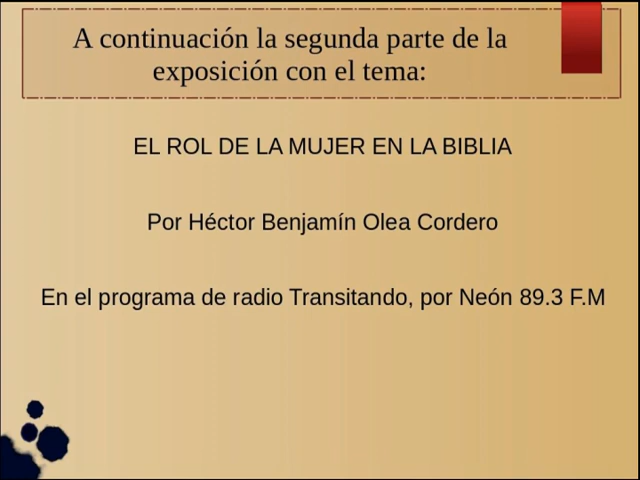 A continuación la segunda parte de la
exposición con el tema:
EL ROL DE LA MUJER EN LA BIBLIA
Por Héctor Benjamín Olea Cordero
En el programa de radio Transitando, por Neón 89.3 F.M